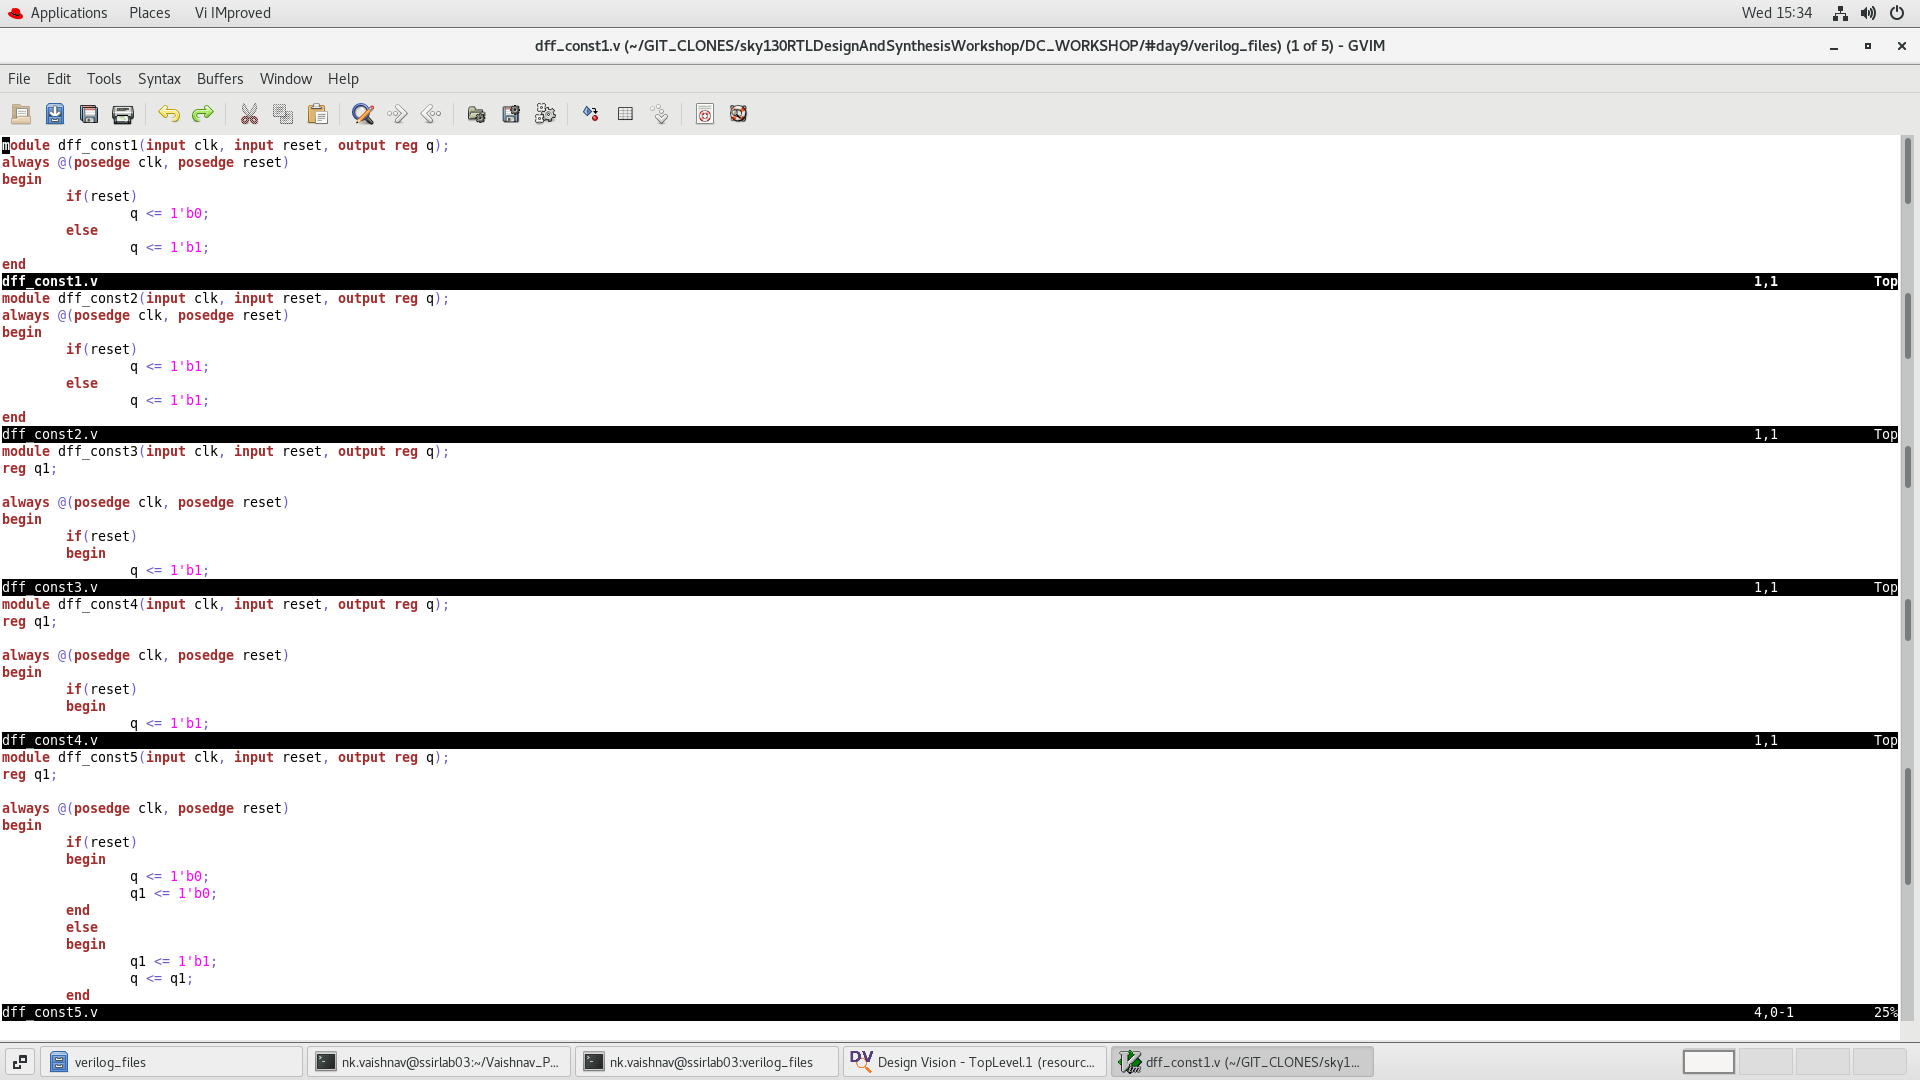 Applications Places Vi IMproved Wed 15:34
dff_const1.v (~/GIT_CLONES/sky130RTLDesignAndSynthesisWorkshop/DC_WORKSHOP/#day9/verilog_files) (1 of 5) - GVIM
File Edit Tools Syntax Buffers Window Help
module dff_const1(input clk, input reset, output reg q);
always @(posedge clk, posedge reset)
begin
if(reset)
q <= 1'b0;
else
q <= 1'b1;
end
dff_const1.v 1,1 Top
module dff_const2(input clk, input reset, output reg q);
always @(posedge clk, posedge reset)
begin
if(reset)
q <= 1'b1;
else
q <= 1'b1;
end
dff_const2.v 1,1 Top
module dff_const3(input clk, input reset, output reg q);
reg q1;
always @(posedge clk, posedge reset)
begin
if(reset)
begin
q <= 1'b1;
dff_const3.v 1,1 Top
module dff_const4(input clk, input reset, output reg q);
reg q1;
always @(posedge clk, posedge reset)
begin
if(reset)
begin
q <= 1'b1;
dff_const4.v 1,1 Top
module dff_const5(input clk, input reset, output reg q);
reg q1;
always @(posedge clk, posedge reset)
begin
if(reset)
begin
q <= 1'b0;
q1 <= 1'b0;
end
else
begin
q1 <= 1'b1;
q <= q1;
end
dff_const5.v 4,0-1 25%
verilog_files nk.vaishnav@ssirlab03:~/Vaishnav_P... nk.vaishnav@ssirlab03:verilog_files Design Vision - TopLevel.1 (resourc... dff_const1.v (~/GIT_CLONES/sky1...